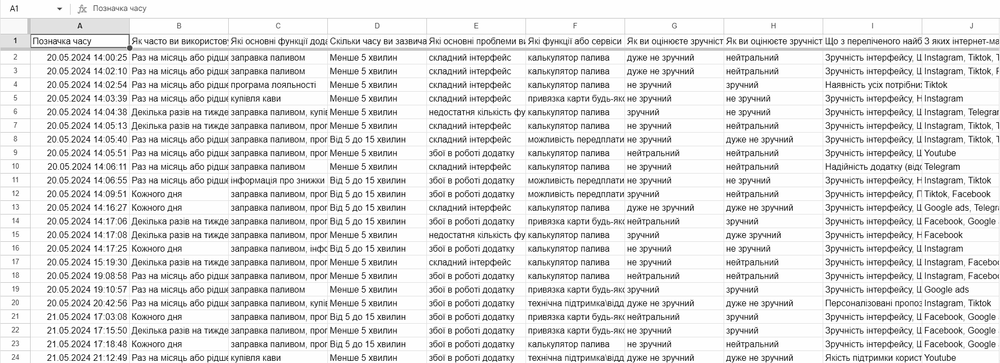 A1 fx Позначка часу
A B C D E F G H I J
1 Позначка часу Як часто ви використов Які основні функції дода Скільки часу ви зазвича Які основні проблеми ви Які функції або сервіси Як ви оцінюєте зручніст Як ви оцінюєте зручніст Що з переліченого найб З яких інтернет-ма
2 20.05.2024 14:00:25 Раз на місяць або рідше заправка паливом Менше 5 хвилин складний інтерфейс калькулятор палива дуже не зручний нейтральний Зручність інтерфейсу, Ш Instagram, Tiktok, T
3 20.05.2024 14:02:10 Раз на місяць або рідше заправка паливом Менше 5 хвилин складний інтерфейс калькулятор палива дуже не зручний нейтральний Зручність інтерфейсу, Ш Instagram, Tiktok, F
4 20.05.2024 14:02:54 Раз на місяць або рідше програма лояльності Менше 5 хвилин складний інтерфейс калькулятор палива не зручний зручний Наявність усіх потрібних Tiktok
5 20.05.2024 14:03:39 Раз на місяць або рідше купівля кави Менше 5 хвилин складний інтерфейс привязка карти будь-яко не зручний не зручний Зручність інтерфейсу, Н Instagram
6 20.05.2024 14:04:38 Декілька разів на тижде заправка паливом, купів Менше 5 хвилин недостатня кількість фу калькулятор палива зручний не зручний Зручність інтерфейсу, Ш Instagram, Telegram
7 20.05.2024 14:05:13 Декілька разів на тижде заправка паливом, прог Менше 5 хвилин складний інтерфейс калькулятор палива не зручний нейтральний Зручність інтерфейсу, Ш Instagram, Tiktok, T
8 20.05.2024 14:05:40 Раз на місяць або рідше заправка паливом, прог Від 5 до 15 хвилин складний інтерфейс можливість передплати не зручний дуже не зручний Зручність інтерфейсу, Ш Instagram, Tiktok, T
9 20.05.2024 14:05:51 Раз на місяць або рідше заправка паливом, прог Менше 5 хвилин збої в роботі додатку калькулятор палива нейтральний нейтральний Зручність інтерфейсу, Ш Youtube
10 20.05.2024 14:06:11 Раз на місяць або рідше заправка паливом Менше 5 хвилин складний інтерфейс калькулятор палива не зручний нейтральний Надійність додатку (відс Telegram
11 20.05.2024 14:06:55 Раз на місяць або рідше інформація про знижки Від 5 до 15 хвилин збої в роботі додатку можливість передплати не зручний не зручний Зручність інтерфейсу, Н Instagram, Tiktok
12 20.05.2024 14:09:51 Кожного дня заправка паливом, прог Від 5 до 15 хвилин збої в роботі додатку можливість передплати зручний нейтральний Зручність інтерфейсу, П Tiktok, Facebook
13 20.05.2024 14:16:27 Кожного дня заправка паливом, прог Від 5 до 15 хвилин складний інтерфейс калькулятор палива дуже не зручний дуже не зручний Зручність інтерфейсу, Ш Google ads, Telegra
14 20.05.2024 14:17:06 Декілька разів на тижде заправка паливом, прог Від 5 до 15 хвилин збої в роботі додатку привязка карти будь-яко нейтральний зручний Зручність інтерфейсу, Ш Facebook, Google
15 20.05.2024 14:17:08 Декілька разів на тижде заправка паливом, прог Менше 5 хвилин недостатня кількість фу калькулятор палива зручний дуже зручний Зручність інтерфейсу, Н Facebook
16 20.05.2024 14:17:25 Кожного дня заправка паливом, інфо Від 5 до 15 хвилин збої в роботі додатку калькулятор палива не зручний не зручний Зручність інтерфейсу, Ш Instagram
17 20.05.2024 15:19:30 Декілька разів на тижде заправка паливом, прог Менше 5 хвилин складний інтерфейс калькулятор палива не зручний нейтральний Зручність інтерфейсу, Ш Instagram, Faceboo
18 20.05.2024 19:08:58 Раз на місяць або рідше заправка паливом, прог Менше 5 хвилин збої в роботі додатку калькулятор палива нейтральний нейтральний Зручність інтерфейсу, Ш Instagram, Faceboo
19 20.05.2024 19:10:57 Раз на місяць або рідше заправка паливом Менше 5 хвилин збої в роботі додатку привязка карти будь-яко зручний зручний Зручність інтерфейсу, Ш Google ads
20 20.05.2024 20:42:56 Раз на місяць або рідше заправка паливом, купів Менше 5 хвилин збої в роботі додатку технічна підтримка\відд дуже не зручний дуже не зручний Персоналізовані пропоз Instagram, Tiktok
21 21.05.2024 17:03:08 Кожного дня заправка паливом, прог Від 5 до 15 хвилин збої в роботі додатку привязка карти будь-яко нейтральний зручний Зручність інтерфейсу, Ш Facebook, Google
22 21.05.2024 17:15:50 Декілька разів на тижде заправка паливом, прог Менше 5 хвилин збої в роботі додатку привязка карти будь-яко не зручний зручний Зручність інтерфейсу, Ш Facebook, Google
23 21.05.2024 17:18:48 Кожного дня заправка паливом, прог Від 5 до 15 хвилин збої в роботі додатку калькулятор палива не зручний нейтральний Зручність інтерфейсу, Ш Facebook, Google
24 21.05.2024 21:12:49 Раз на місяць або рідше купівля кави Менше 5 хвилин збої в роботі додатку технічна підтримка\відд дуже не зручний дуже не зручний Якість підтримки корист Youtube